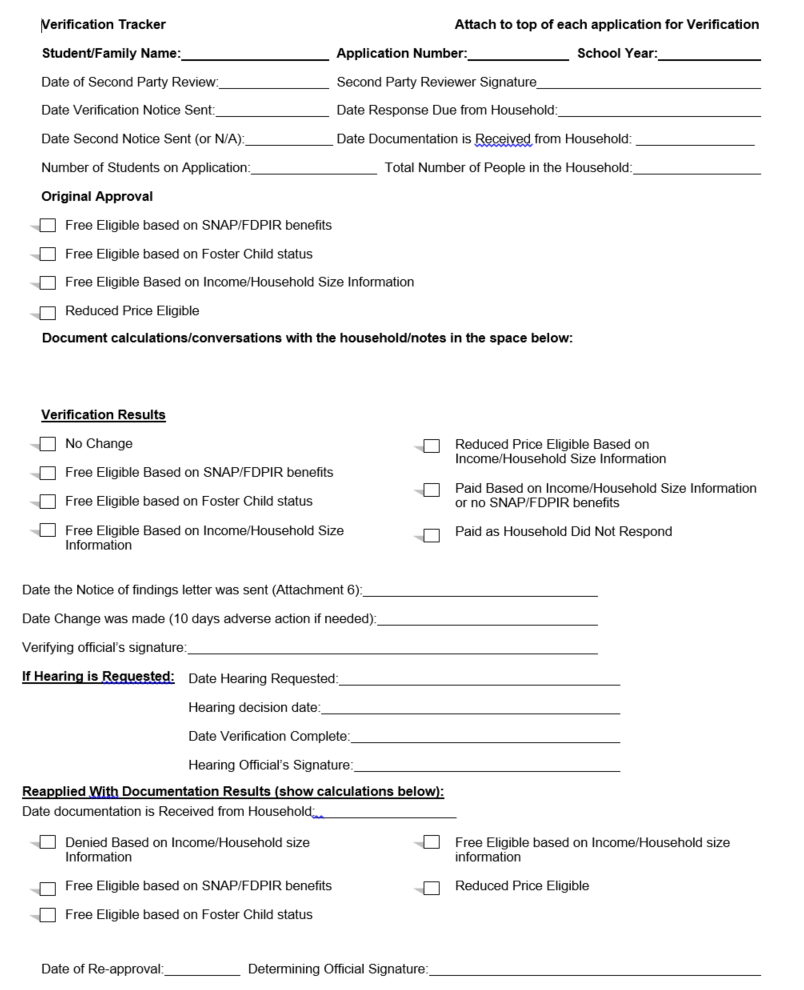 Verification Tracker Attach to top of each application for Verification
Student/Family Name: Application Number: School Year:
Date of Second Party Review: Second Party Reviewer Signature
Date Verification Notice Sent: Date Response Due from Household:
Date Second Notice Sent (or N/A): Date Documentation is Received from Household:
Number of Students on Application: Total Number of People in the Household:
Original Approval
Free Eligible based on SNAP/FDPIR benefits
Free Eligible based on Foster Child status
Free Eligible Based on Income/Household Size Information
Reduced Price Eligible
Document calculations/conversations with the household/notes in the space below:
Verification Results
No Change
Free Eligible Based on SNAP/FDPIR benefits
Free Eligible based on Foster Child status
Free Eligible Based on Income/Household Size
Information
Reduced Price Eligible Based on
Income/Household Size Information
Paid Based on Income/Household Size Information
or no SNAP/FDPIR benefits
Paid as Household Did Not Respond
Date the Notice of findings letter was sent (Attachment 6):
Date Change was made (10 days adverse action if needed):
Verifying official's signature:
If Hearing is Requested: Date Hearing Requested:
Hearing decision date:
Date Verification Complete:
Hearing Official's Signature:
Reapplied With Documentation Results (show calculations below):
Date documentation is Received from Household:
Denied Based on Income/Household size
Information
Free Eligible based on SNAP/FDPIR benefits
Free Eligible based on Foster Child status
Free Eligible based on Income/Household size
information
Reduced Price Eligible
Date of Re-approval: Determining Official Signature: